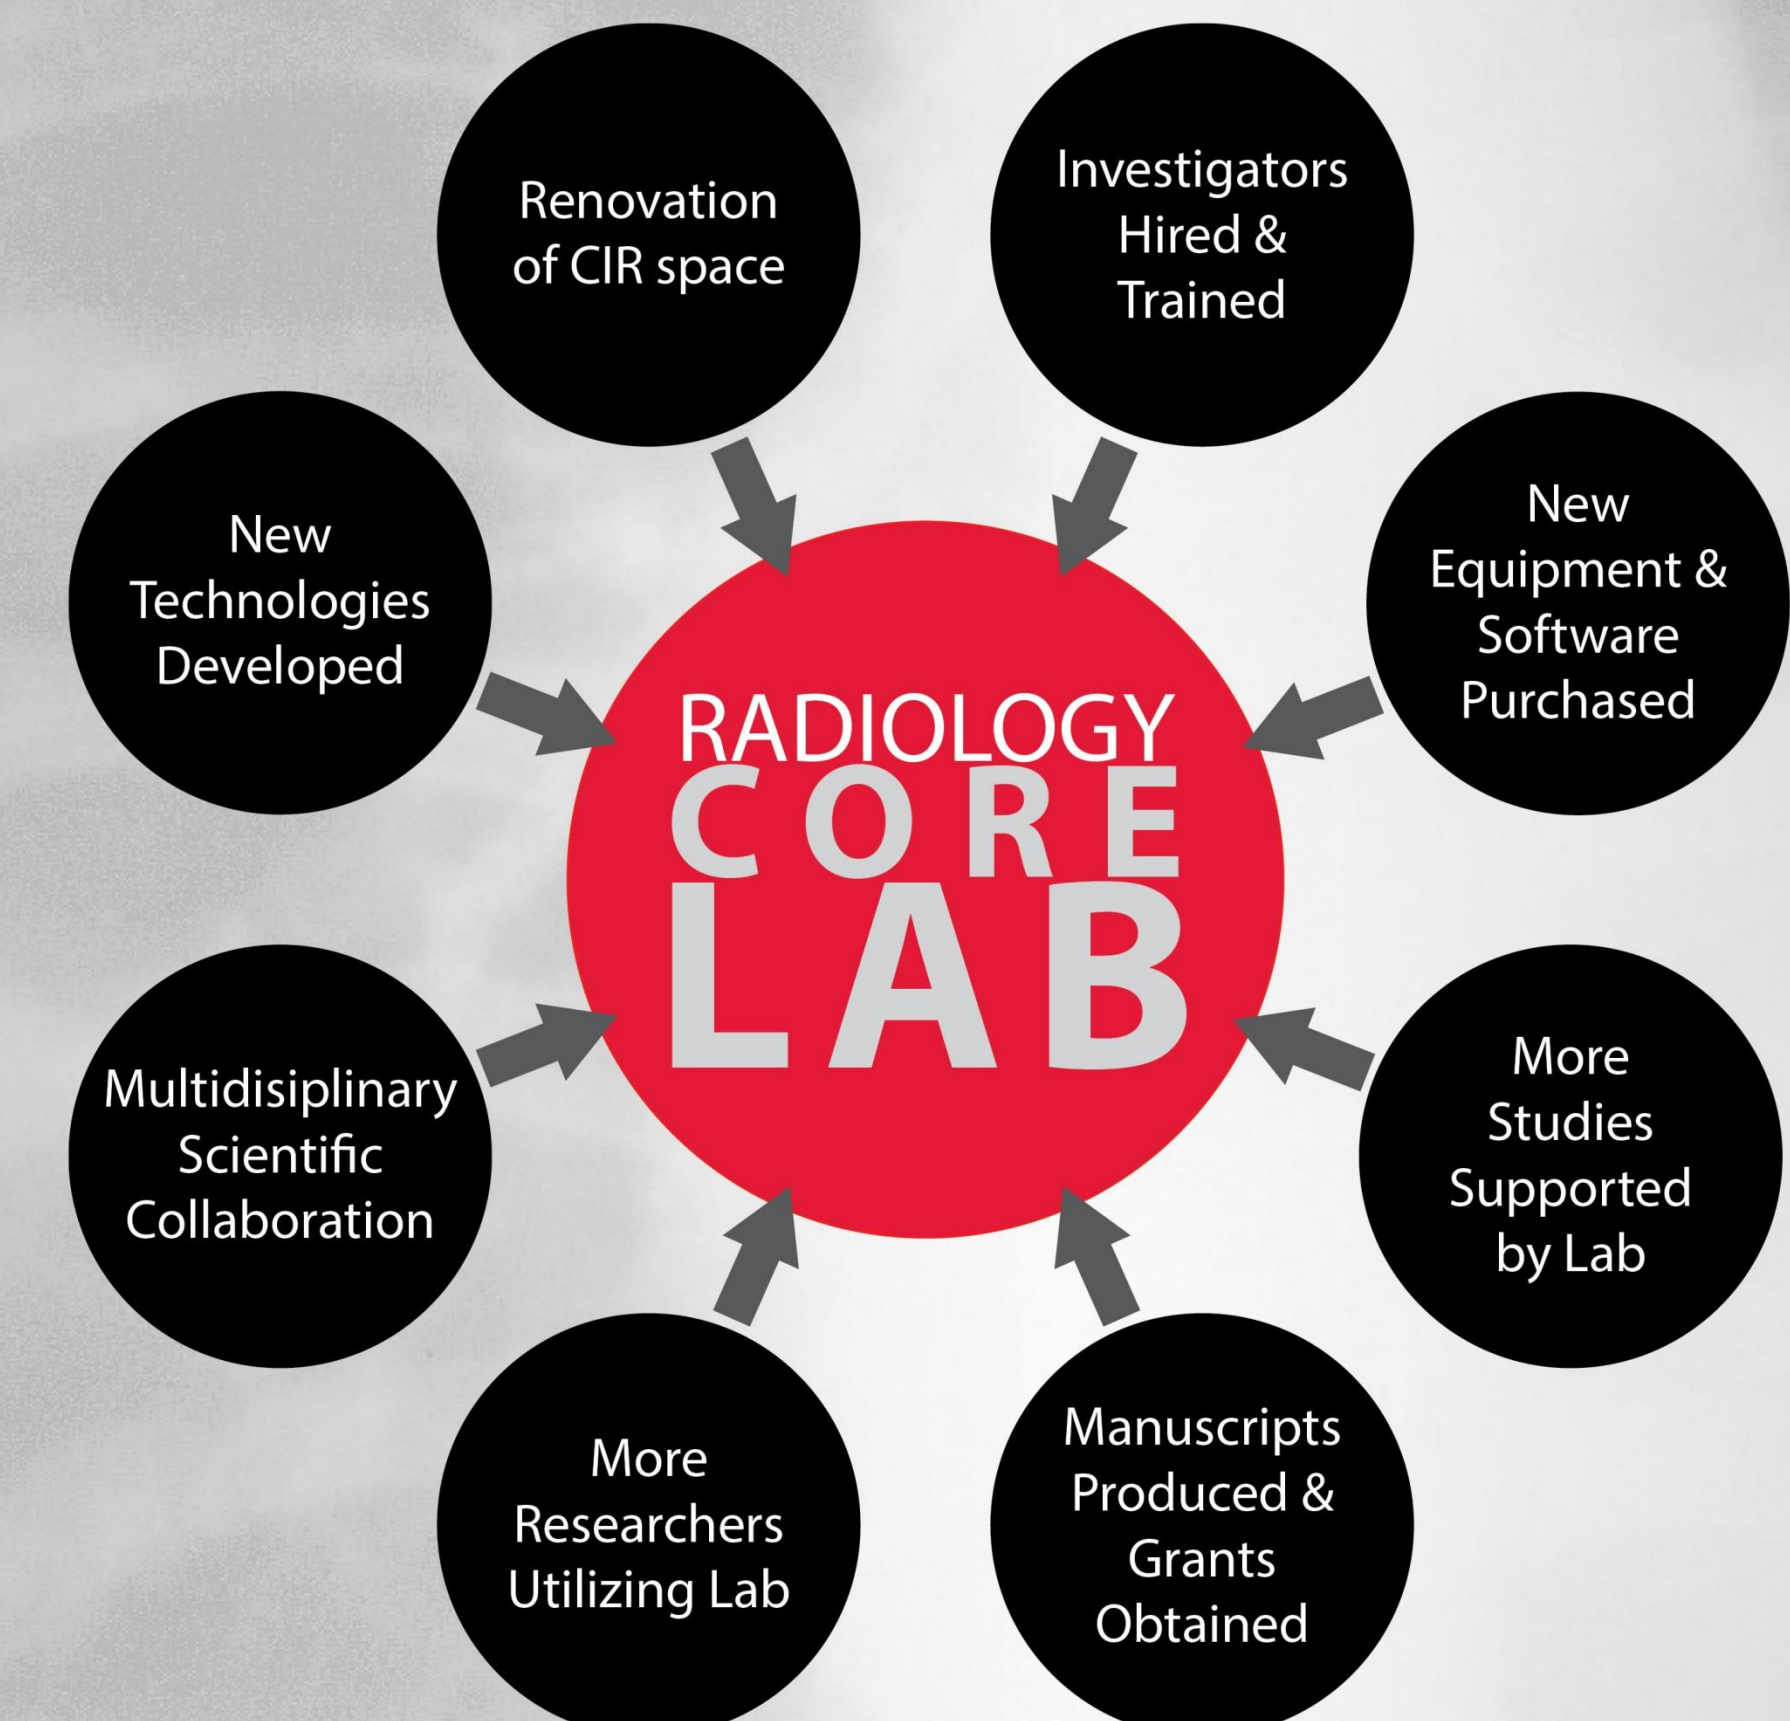 Renovation
of CIR space
Investigators
Hired &
Trained
New
Technologies
Developed
New
Equipment &
Software
Purchased
RADIOLOGY
CORE
LAB
Multidisiplinary
Scientific
Collaboration
More
Studies
Supported
by Lab
More
Researchers
Utilizing Lab
Manuscripts
Produced &
Grants
Obtained